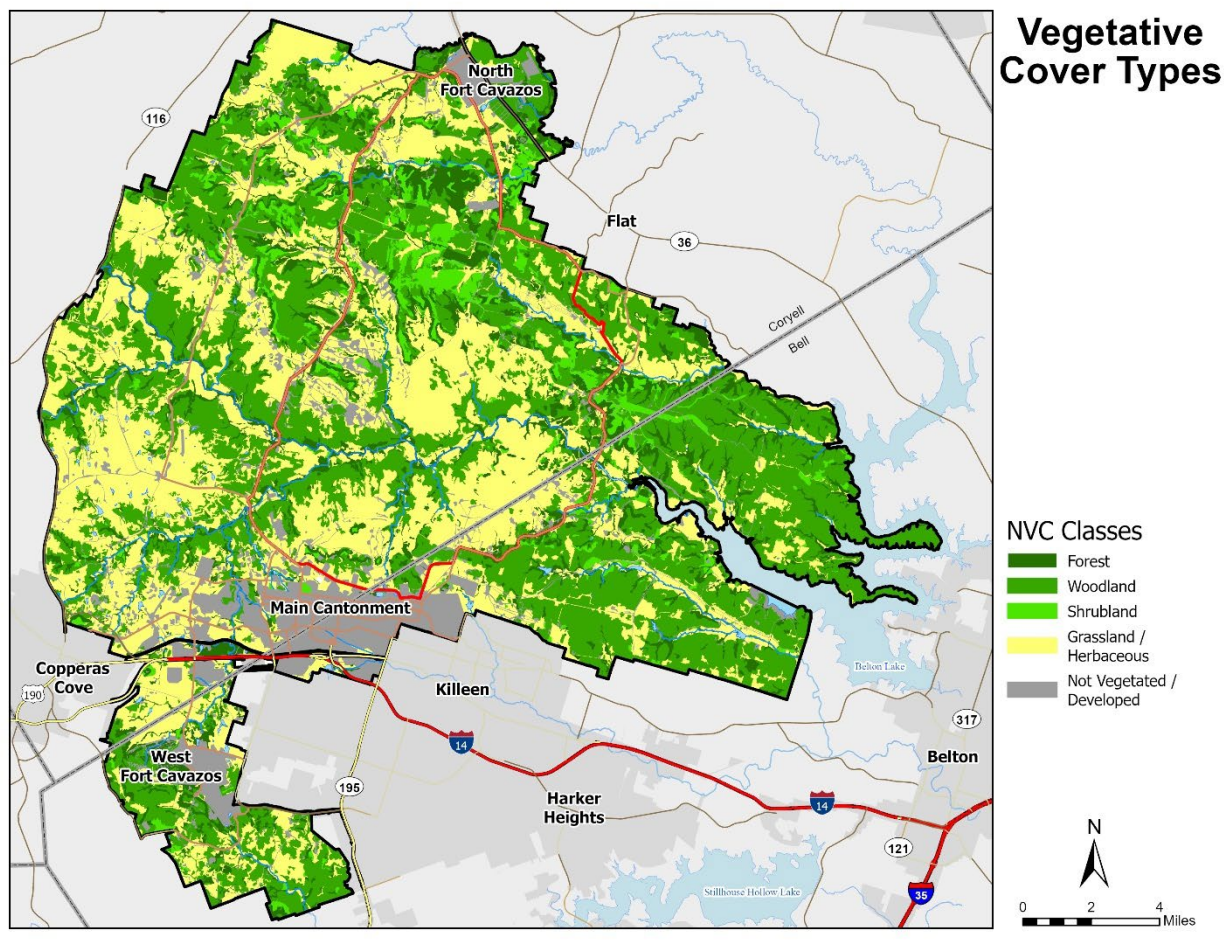 Vegetative
Cover Types
North
Fort Cavazos
116
Flat
36
Coryell
Bell
Main Cantonment
Copperas
Cove
190
Killeen
Belton Lake
317
Belton
West
Fort Cavazos
14
195
Harker
Heights
14
121
Stillhouse Hollow Lake
35
NVC Classes
Forest
Woodland
Shrubland
Grassland /
Herbaceous
Not Vegetated /
Developed
N
0 2 4
Miles